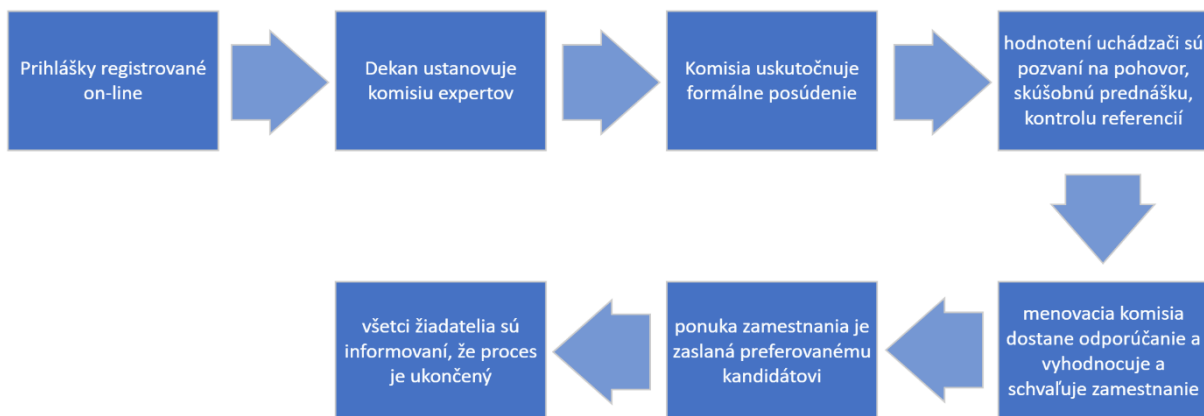 Prihlášky registrované
on-line
Dekan ustanovuje
komisiu expertov
Komisia uskutočnuje
formálne posúdenie
hodnotení uchádzači sú
pozvaní na pohovor,
skúšobnú prednášku,
kontrolu referencií
menovacia komisia
dostane odporúčanie a
vyhodnocuje a
schvaľuje zamestnanie
ponuka zamestnania je
zaslaná preferovanému
kandidátovi
všetci žiadatelia sú
informovaní, že proces
je ukončený